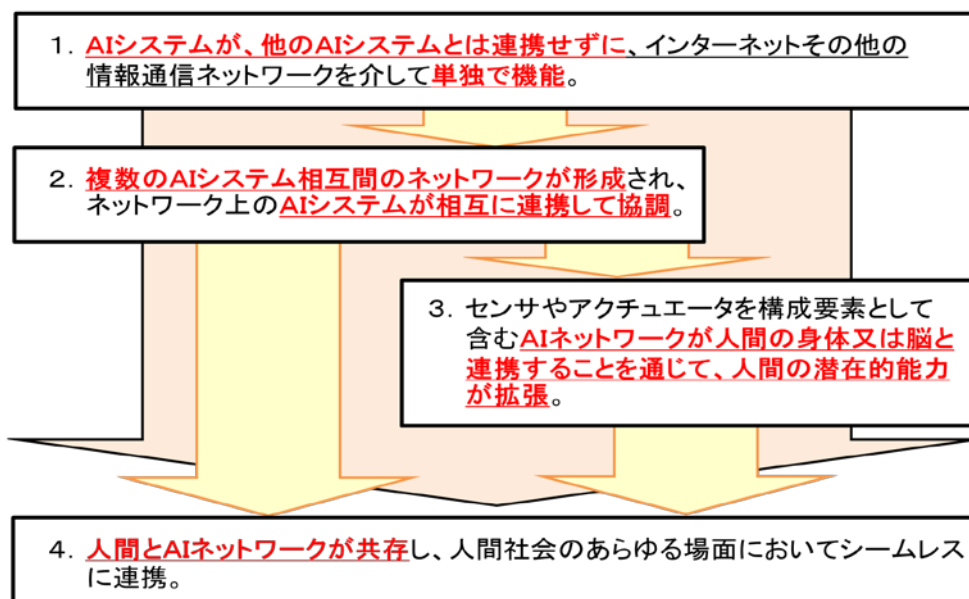 １．AIシステムが、他のAIシステムとは連携せずに、インターネットその他の
情報通信ネットワークを介して単独で機能。
２．複数のAIシステム相互間のネットワークが形成され、
ネットワーク上のAIシステムが相互に連携して協調。
３．センサやアクチュエータを構成要素として
含むAIネットワークが人間の身体又は脳と
連携することを通じて、人間の潜在的能力
が拡張。
４．人間とAIネットワークが共存し、人間社会のあらゆる場面においてシームレス
に連携。